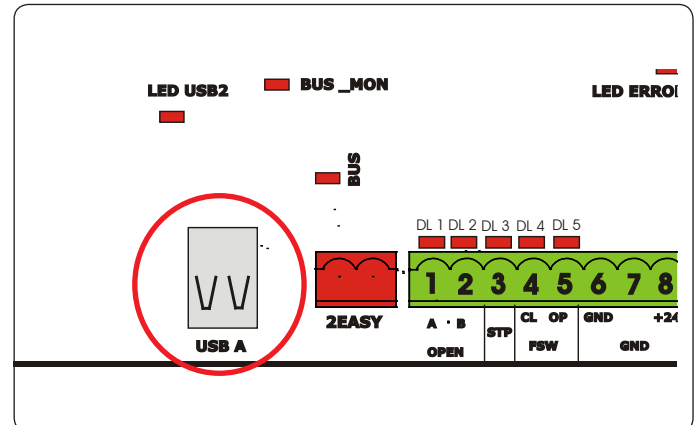 LED USB2
BUS _MON
LED ERRO
BUS
DL 1 DL 2 DL 3 DL 4 DL 5
1 2 3 4 5 6 7 8
2EASY
A · B
STP
CL OP
GND
+24
USB A
OPEN
FSW
GND